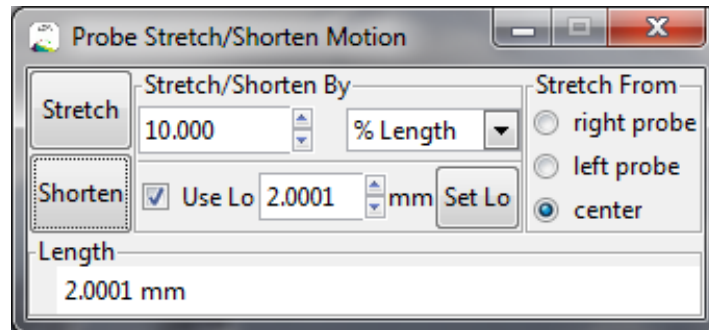 Probe Stretch/Shorten Motion
Stretch/Shorten By
Stretch From
Stretch
10.000
% Length
right probe
left probe
Shorten
Use Lo 2.0001 mm Set Lo
center
Length
2.0001 mm